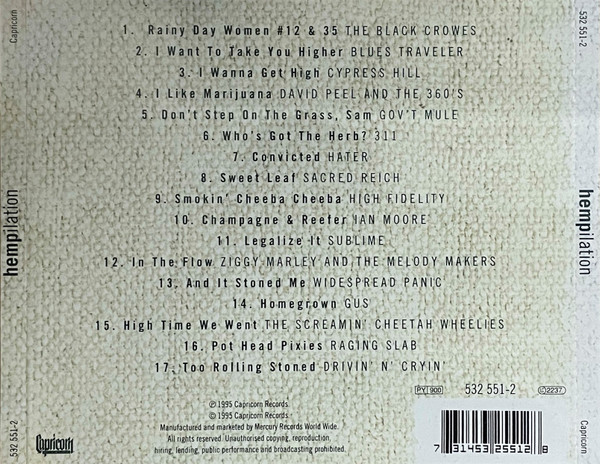 Capricorn
532 551-2
1. Rainy Day Women #12 & 35 THE BLACK CROWES
2. I Want To Take You Higher BLUES TRAVELER
3. I Wanna Get High CYPRESS HILL
4. I Like Marijuana DAVID PEEL AND THE 360'S
5. Don't Step On The Grass, Sam GOV'T MULE
6. Who's Got The Herb? 311
7. Convicted HATER
8. Sweet Leaf SACRED REICH
9. Smokin' Cheeba Cheeba HIGH FIDELITY
10. Champagne & Reefer IAN MOORE
11. Legalize It SUBLIME
12. In The Flow ZIGGY MARLEY AND THE MELODY MAKERS
13. And It Stoned Me WIDESPREAD PANIC
14. Homegrown GUS
15. High Time We Went THE SCREAMIN' CHEETAH WHEELIES
16. Pot Head Pixies RAGING SLAB
17. Too Rolling Stoned DRIVIN' N' CRYIN'
hempilation
hempilation
PY 900
532 551-2
LC 2237
℗ 1995 Capricorn Records
© 1995 Capricorn Records.
Manufactured and marketed by Mercury Records World Wide.
All rights reserved. Unauthorised copying, reproduction,
hiring, lending, public performance and broadcasting prohibited.
532 551-2
Capricorn
7 31453 25512 8
Capricorn